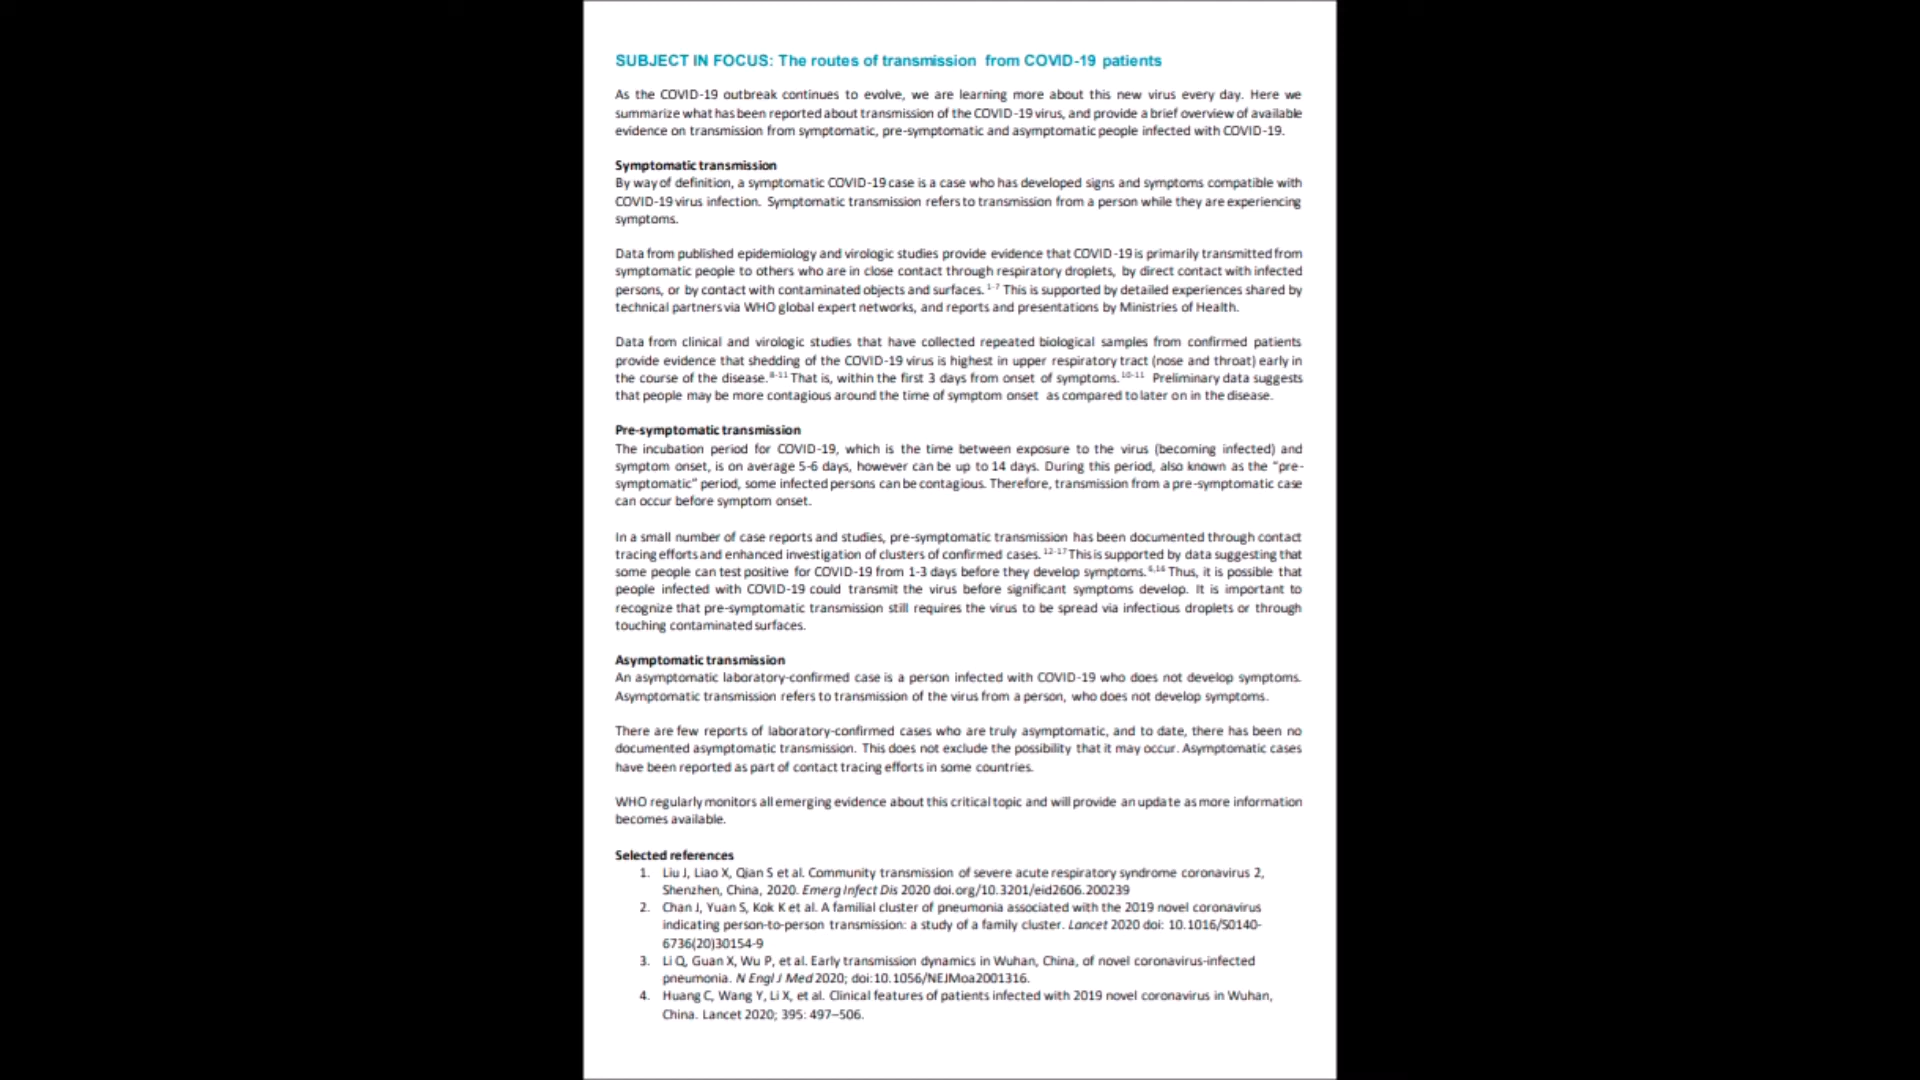 SUBJECT IN FOCUS: The routes of transmission from COVID-19 patients
As the COVID-19 outbreak continues to evolve, we are learning more about this new virus every day. Here we
summarize what has been reported about transmission of the COVID-19 virus, and provide a brief overview of available
evidence on transmission from symptomatic, pre-symptomatic and asymptomatic people infected with COVID-19.
Symptomatic transmission
By way of definition, a symptomatic COVID-19 case is a case who has developed signs and symptoms compatible with
COVID-19 virus infection. Symptomatic transmission refers to transmission from a person while they are experiencing
symptoms.
Data from published epidemiology and virologic studies provide evidence that COVID-19 is primarily transmitted from
symptomatic people to others who are in close contact through respiratory droplets, by direct contact with infected
persons, or by contact with contaminated objects and surfaces. 1-7 This is supported by detailed experiences shared by
technical partners via WHO global expert networks, and reports and presentations by Ministries of Health.
Data from clinical and virologic studies that have collected repeated biological samples from confirmed patients
provide evidence that shedding of the COVID-19 virus is highest in upper respiratory tract (nose and throat) early in
the course of the disease. 8-11 That is, within the first 3 days from onset of symptoms. 10-11 Preliminary data suggests
that people may be more contagious around the time of symptom onset as compared to later on in the disease.
Pre-symptomatic transmission
The incubation period for COVID-19, which is the time between exposure to the virus (becoming infected) and
symptom onset, is on average 5-6 days, however can be up to 14 days. During this period, also known as the "pre-
symptomatic" period, some infected persons can be contagious. Therefore, transmission from a pre-symptomatic case
can occur before symptom onset.
In a small number of case reports and studies, pre-symptomatic transmission has been documented through contact
tracing efforts and enhanced investigation of clusters of confirmed cases. 12-17 This is supported by data suggesting that
some people can test positive for COVID-19 from 1-3 days before they develop symptoms. 6,16 Thus, it is possible that
people infected with COVID-19 could transmit the virus before significant symptoms develop. It is important to
recognize that pre-symptomatic transmission still requires the virus to be spread via infectious droplets or through
touching contaminated surfaces.
Asymptomatic transmission
An asymptomatic laboratory-confirmed case is a person infected with COVID-19 who does not develop symptoms.
Asymptomatic transmission refers to transmission of the virus from a person, who does not develop symptoms.
There are few reports of laboratory-confirmed cases who are truly asymptomatic, and to date, there has been no
documented asymptomatic transmission. This does not exclude the possibility that it may occur. Asymptomatic cases
have been reported as part of contact tracing efforts in some countries.
WHO regularly monitors all emerging evidence about this critical topic and will provide an update as more information
becomes available.
Selected references
1. Liu J, Liao X, Qian S et al. Community transmission of severe acute respiratory syndrome coronavirus 2,
Shenzhen, China, 2020. Emerg Infect Dis 2020 doi.org/10.3201/eid2606.200239
2. Chan J, Yuan S, Kok K et al. A familial cluster of pneumonia associated with the 2019 novel coronavirus
indicating person-to-person transmission: a study of a family cluster. Lancet 2020 doi: 10.1016/S0140-
6736(20)30154-9
3. Li Q, Guan X, Wu P, et al. Early transmission dynamics in Wuhan, China, of novel coronavirus-infected
pneumonia. N Engl J Med 2020; doi:10.1056/NEJMoa2001316.
4. Huang C, Wang Y, Li X, et al. Clinical features of patients infected with 2019 novel coronavirus in Wuhan,
China. Lancet 2020; 395: 497–506.